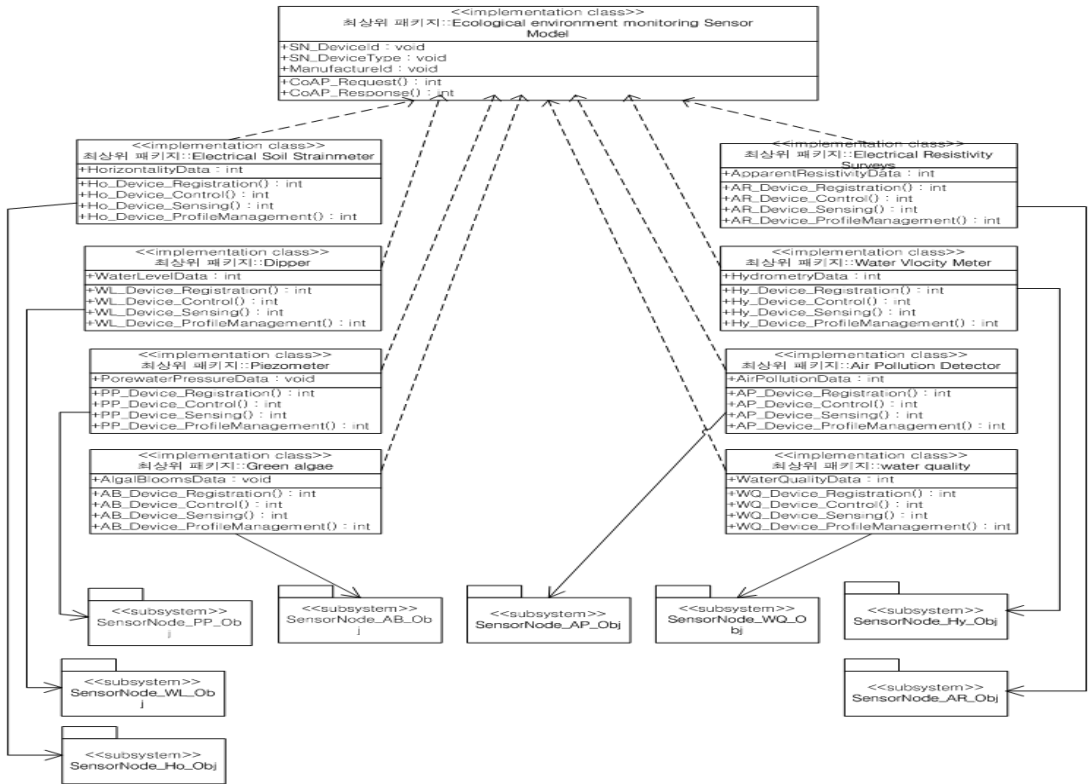 <<implementation class>>
최상위 패키지::Ecological environment monitoring Sensor
Model
+SN_DeviceId : void
+SN_DeviceType : void
+ManufactureId : void
+CoAP_Request() : int
+CoAP_Response() : int
<<implementation class>>
최상위 패키지::Electrical Soil Strainmeter
+HorizontalityData : int
+Ho_Device_Registration() : int
+Ho_Device_Control() : int
+Ho_Device_Sensing() : int
+Ho_Device_ProfileManagement() : int
<<implementation class>>
최상위 패키지::Electrical Resistivity
Surveys
+ApparentResistivityData : int
+AR_Device_Registration() : int
+AR_Device_Control() : int
+AR_Device_Sensing() : int
+AR_Device_ProfileManagement() : int
<<implementation class>>
최상위 패키지::Dipper
+WaterLevelData : int
+WL_Device_Registration() : int
+WL_Device_Control() : int
+WL_Device_Sensing() : int
+WL_Device_ProfileManagement() : int
<<implementation class>>
최상위 패키지::Water Vlocity Meter
+HydrometryData : int
+Hy_Device_Registration() : int
+Hy_Device_Control() : int
+Hy_Device_Sensing() : int
+Hy_Device_ProfileManagement() : int
<<implementation class>>
최상위 패키지::Piezometer
+PorewaterPressureData : void
+PP_Device_Registration() : int
+PP_Device_Control() : int
+PP_Device_Sensing() : int
+PP_Device_ProfileManagement() : int
<<implementation class>>
최상위 패키지::Air Pollution Detector
+AirPollutionData : int
+AP_Device_Registration() : int
+AP_Device_Control() : int
+AP_Device_Sensing() : int
+AP_Device_ProfileManagement() : int
<<implementation class>>
최상위 패키지::Green algae
+AlgalBloomsData : void
+AB_Device_Registration() : int
+AB_Device_Control() : int
+AB_Device_Sensing() : int
+AB_Device_ProfileManagement() : int
<<implementation class>>
최상위 패키지::water quality
+WaterQualityData : int
+WQ_Device_Registration() : int
+WQ_Device_Control() : int
+WQ_Device_Sensing() : int
+WQ_Device_ProfileManagement() : int
<<subsystem>>
SensorNode_PP_Ob
j
<<subsystem>>
SensorNode_AB_Ob
j
<<subsystem>>
SensorNode_AP_Obj
<<subsystem>>
SensorNode_WQ_O
bj
<<subsystem>>
SensorNode_Hy_Obj
<<subsystem>>
SensorNode_WL_Ob
j
<<subsystem>>
SensorNode_AR_Obj
<<subsystem>>
SensorNode_Ho_Obj